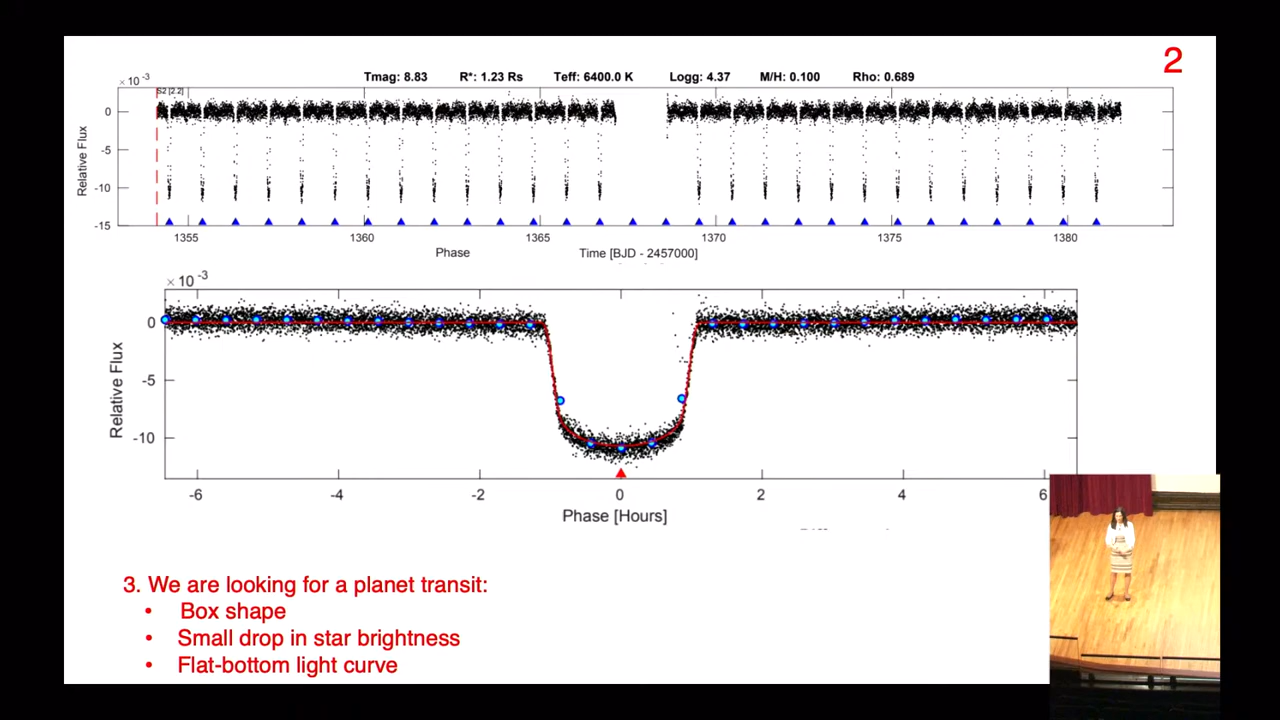 2
Tmag: 8.83 R*: 1.23 Rs Teff: 6400.0 K Logg: 4.37 M/H: 0.100 Rho: 0.689
× 10 -3
S2 [2.2]
0
-5
-10
-15
Relative Flux
1355 1360 1365 1370 1375 1380
Phase Time [BJD - 2457000]
× 10 -3
0
-5
-10
Relative Flux
-6 -4 -2 0 2 4 6
Phase [Hours]
3. We are looking for a planet transit:
• Box shape
• Small drop in star brightness
• Flat-bottom light curve